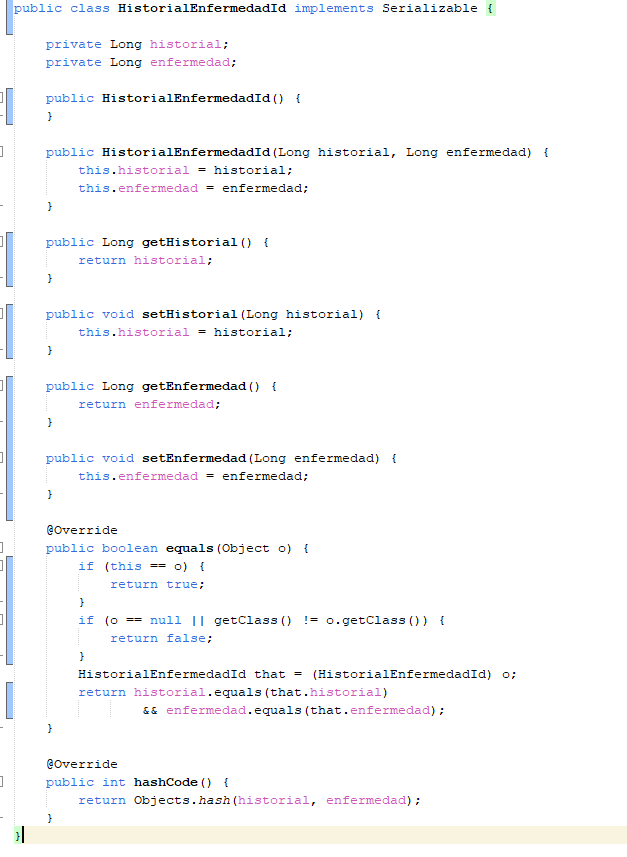 public class HistorialEnfermedadId implements Serializable {
private Long historial;
private Long enfermedad;
public HistorialEnfermedadId() {
}
public HistorialEnfermedadId(Long historial, Long enfermedad) {
this.historial = historial;
this.enfermedad = enfermedad;
}
public Long getHistorial() {
return historial;
}
public void setHistorial(Long historial) {
this.historial = historial;
}
public Long getEnfermedad() {
return enfermedad;
}
public void setEnfermedad(Long enfermedad) {
this.enfermedad = enfermedad;
}
@Override
public boolean equals(Object o) {
if (this == o) {
return true;
}
if (o == null || getClass() != o.getClass()) {
return false;
}
HistorialEnfermedadId that = (HistorialEnfermedadId) o;
return historial.equals(that.historial)
&& enfermedad.equals(that.enfermedad);
}
@Override
public int hashCode() {
return Objects.hash(historial, enfermedad);
}
}